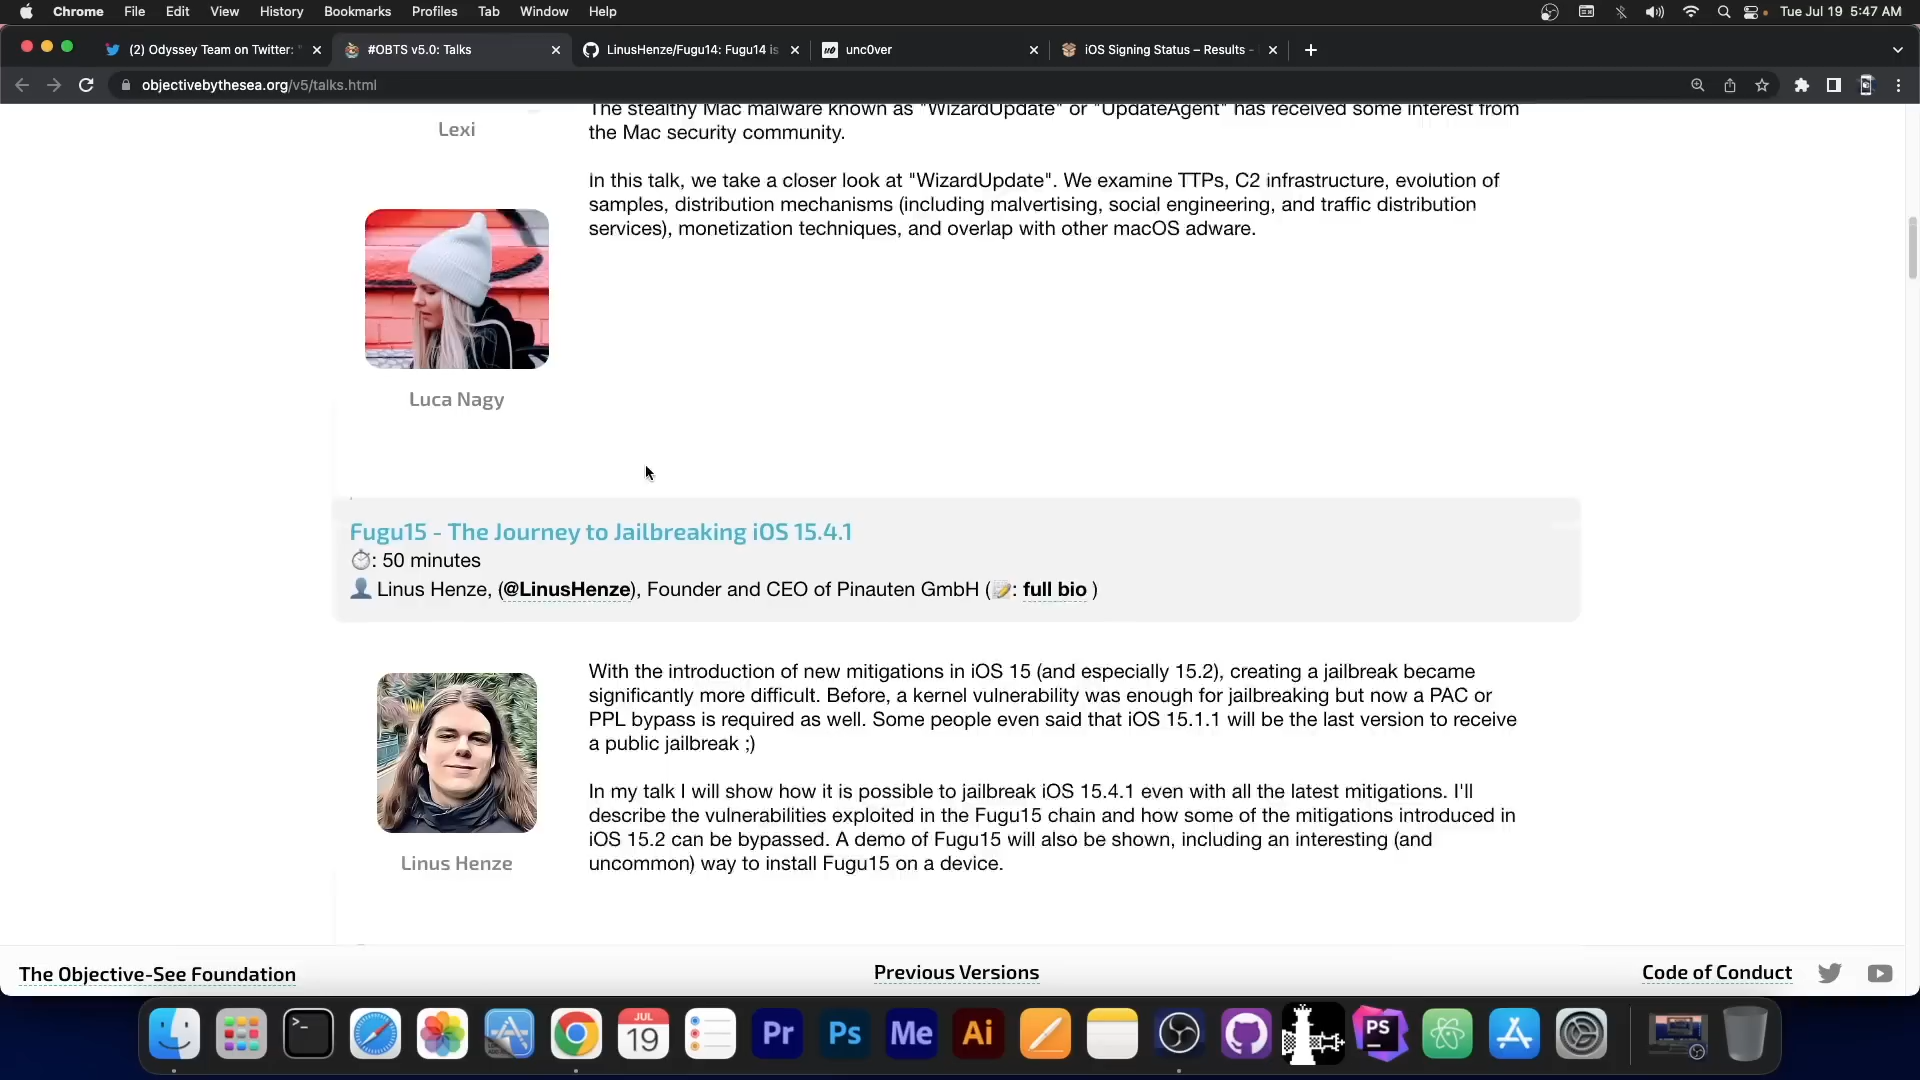 Chrome File Edit View History Bookmarks Profiles Tab Window Help Tue Jul 19 5:47 AM
(2) Odyssey Team on Twitter: " #OBTS v5.0: Talks LinusHenze/Fugu14: Fugu14 is unc0ver iOS Signing Status – Results -
objectivebythesea.org/v5/talks.html
Lexi
The stealthy Mac malware known as "WizardUpdate" or "UpdateAgent" has received some interest from
the Mac security community.
In this talk, we take a closer look at "WizardUpdate". We examine TTPs, C2 infrastructure, evolution of
samples, distribution mechanisms (including malvertising, social engineering, and traffic distribution
services), monetization techniques, and overlap with other macOS adware.
Luca Nagy
Fugu15 - The Journey to Jailbreaking iOS 15.4.1
⏱: 50 minutes
👤 Linus Henze, (@LinusHenze), Founder and CEO of Pinauten GmbH (📝: full bio )
With the introduction of new mitigations in iOS 15 (and especially 15.2), creating a jailbreak became
significantly more difficult. Before, a kernel vulnerability was enough for jailbreaking but now a PAC or
PPL bypass is required as well. Some people even said that iOS 15.1.1 will be the last version to receive
a public jailbreak ;)
In my talk I will show how it is possible to jailbreak iOS 15.4.1 even with all the latest mitigations. I'll
describe the vulnerabilities exploited in the Fugu15 chain and how some of the mitigations introduced in
iOS 15.2 can be bypassed. A demo of Fugu15 will also be shown, including an interesting (and
uncommon) way to install Fugu15 on a device.
Linus Henze
The Objective-See Foundation Previous Versions Code of Conduct
>_ JUL 19 Pr Ps Me Ai PS